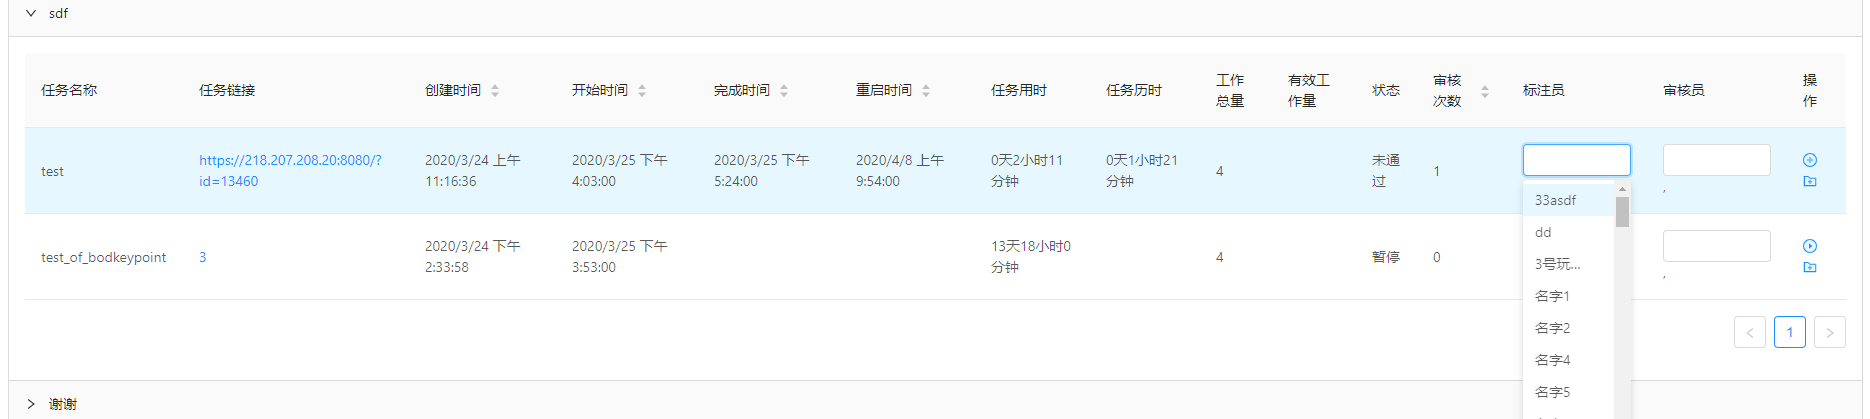 sdf
任务名称 任务链接 创建时间 开始时间 完成时间 重启时间 任务用时 任务历时 工作总量 有效工作量 状态 审核次数 标注员 审核员 操作
test https://218.207.208.20:8080/?id=13460 2020/3/24 上午11:16:36 2020/3/25 下午4:03:00 2020/3/25 下午5:24:00 2020/4/8 上午9:54:00 0天2小时11分钟 0天1小时21分钟 4 未通过 1 ,
test_of_bodkeypoint 3 2020/3/24 下午2:33:58 2020/3/25 下午3:53:00 13天18小时0分钟 4 暂停 0 ,
33asdf
dd
3号玩...
名字1
名字2
名字4
名字5
< 1 >
谢谢